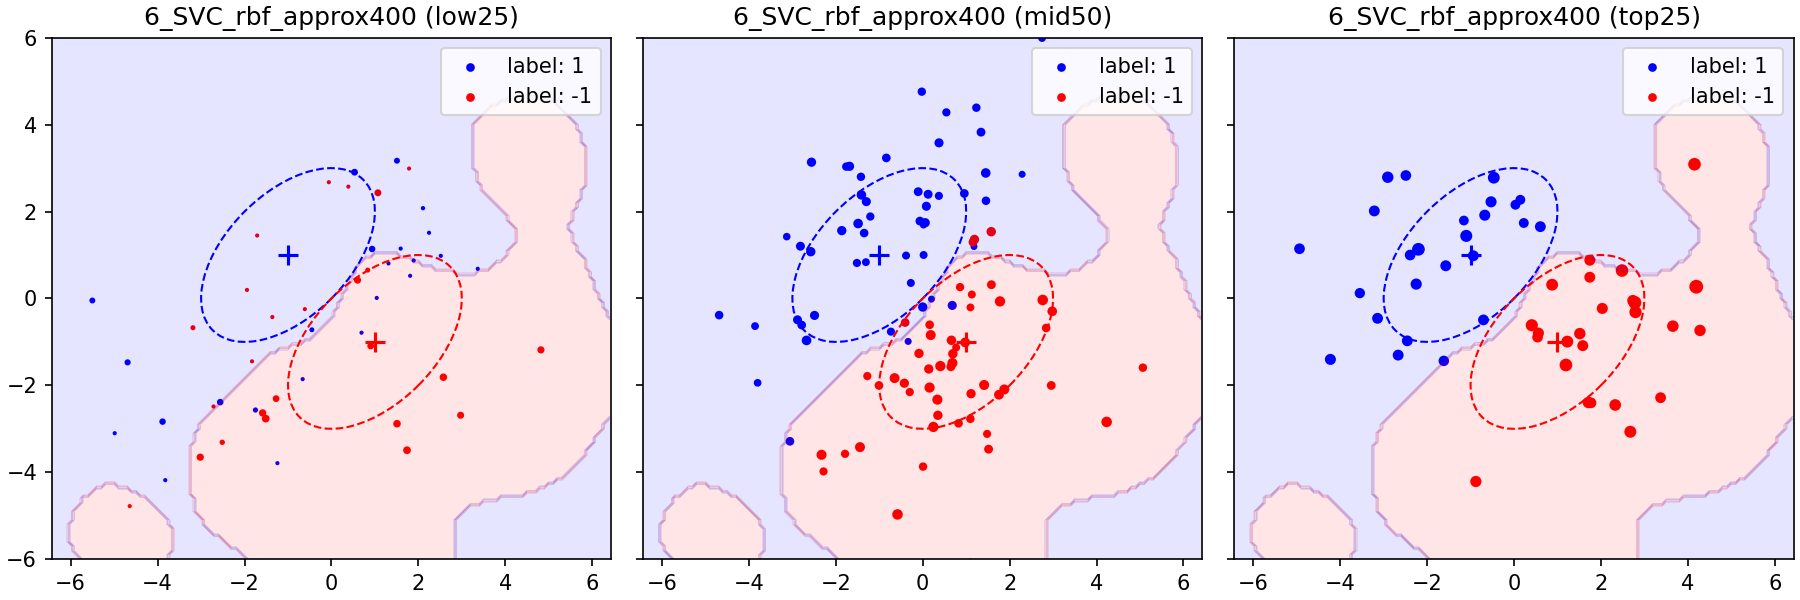 6_SVC_rbf_approx400 (low25)
6_SVC_rbf_approx400 (mid50)
6_SVC_rbf_approx400 (top25)
label: 1
label: -1
label: 1
label: -1
label: 1
label: -1
6
4
2
0
−2
−4
−6
−6 −4 −2 0 2 4 6
−6 −4 −2 0 2 4 6
−6 −4 −2 0 2 4 6